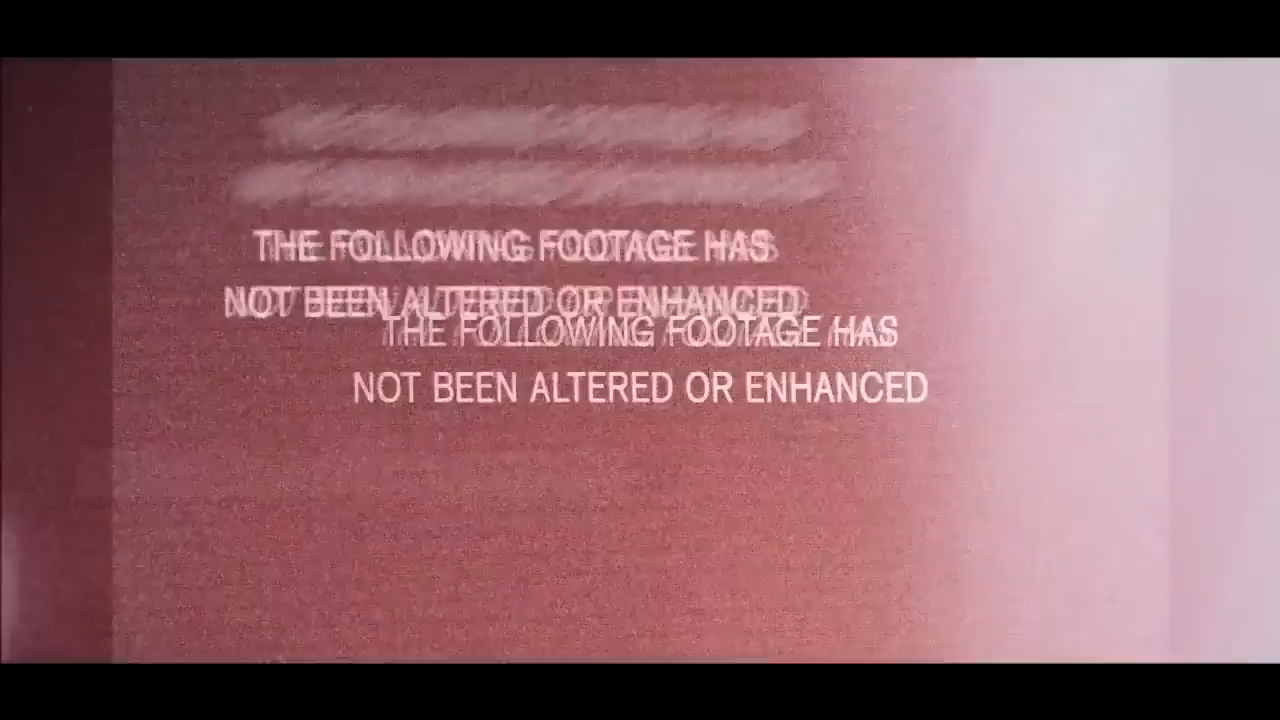 THE FOLLOWING FOOTAGE HAS
NOT BEEN ALTERED OR ENHANCED
THE FOLLOWING FOOTAGE HAS
NOT BEEN ALTERED OR ENHANCED